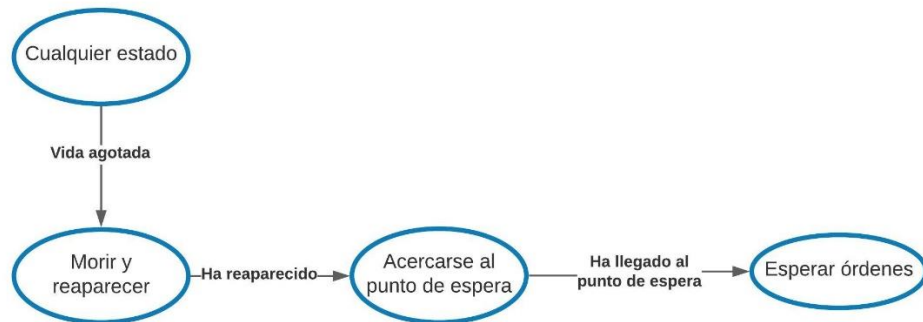 Cualquier estado
Vida agotada
Morir y
reaparecer
Ha reaparecido
Acercarse al
punto de espera
Ha llegado al
punto de espera
Esperar órdenes